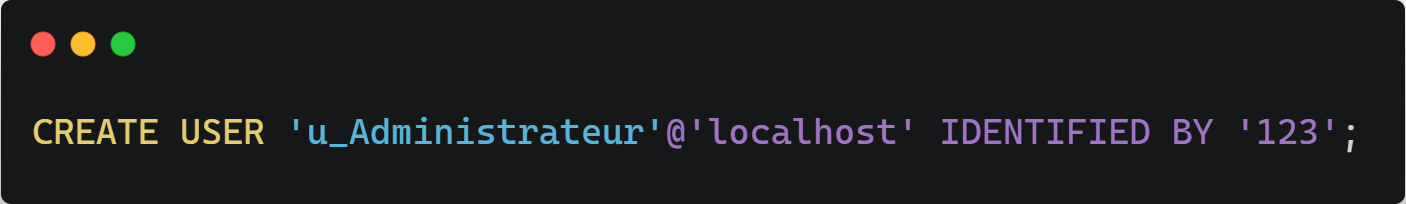 CREATE USER 'u_Administrateur'@'localhost' IDENTIFIED BY '123';